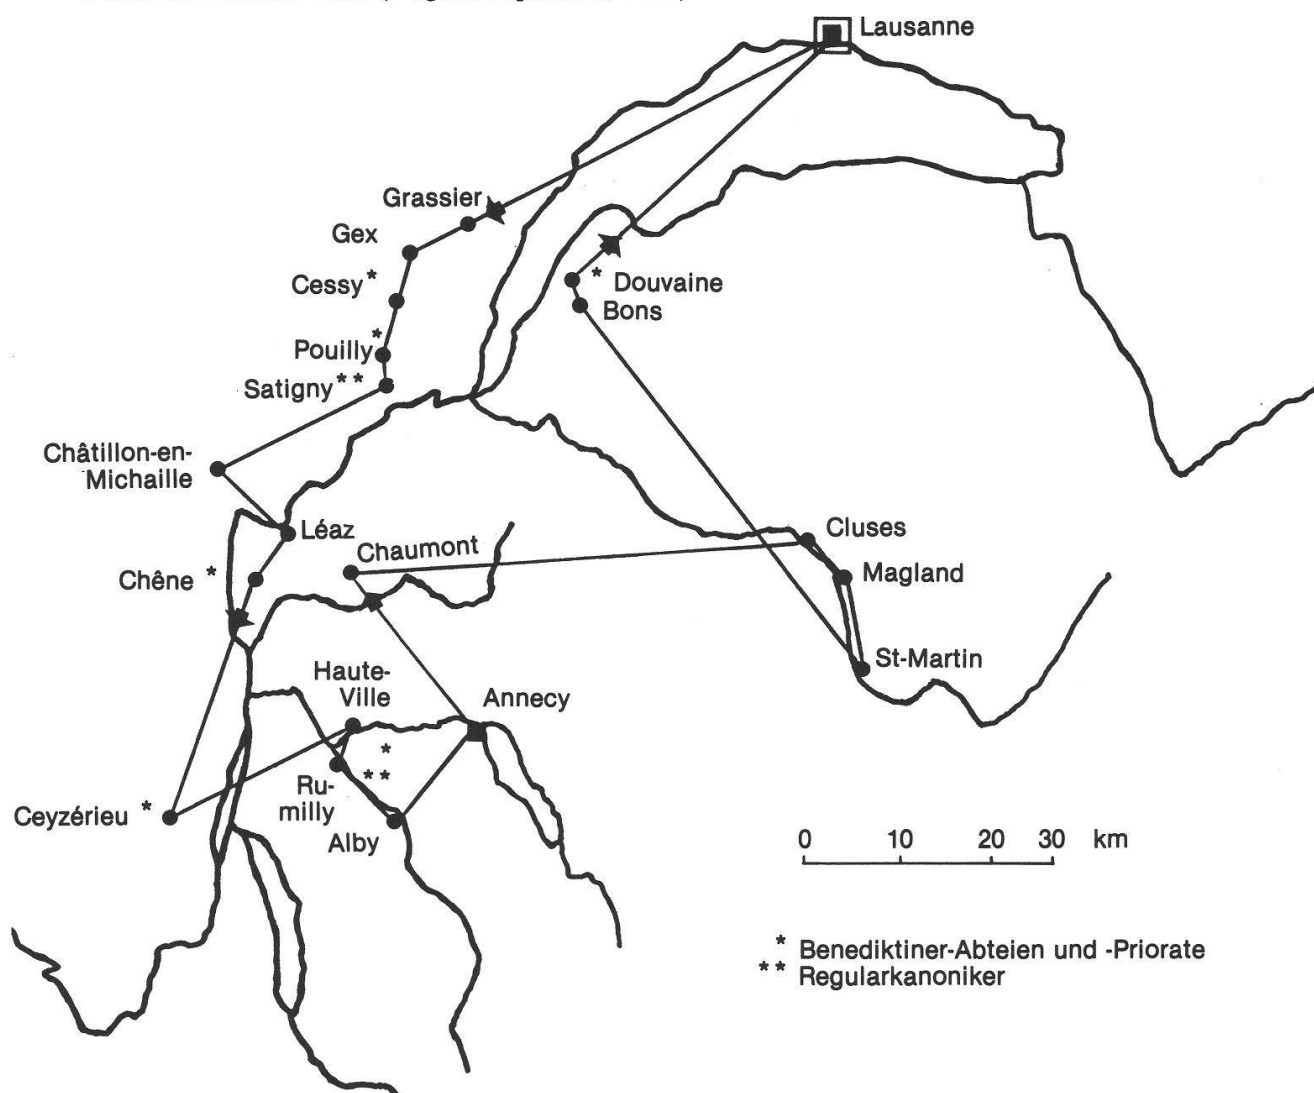 Lausanne
Grassier
Gex
Cessy*
* Douvaine
Bons
Pouilly*
Satigny**
Châtillon-en-
Michaille
Léaz
Cluses
Chaumont
Magland
Chêne *
St-Martin
Haute-
Ville
Annecy
*
**
Ru-
milly
Ceyzérieu *
Alby
0 10 20 30 km
* Benediktiner-Abteien und -Priorate
** Regularkanoniker